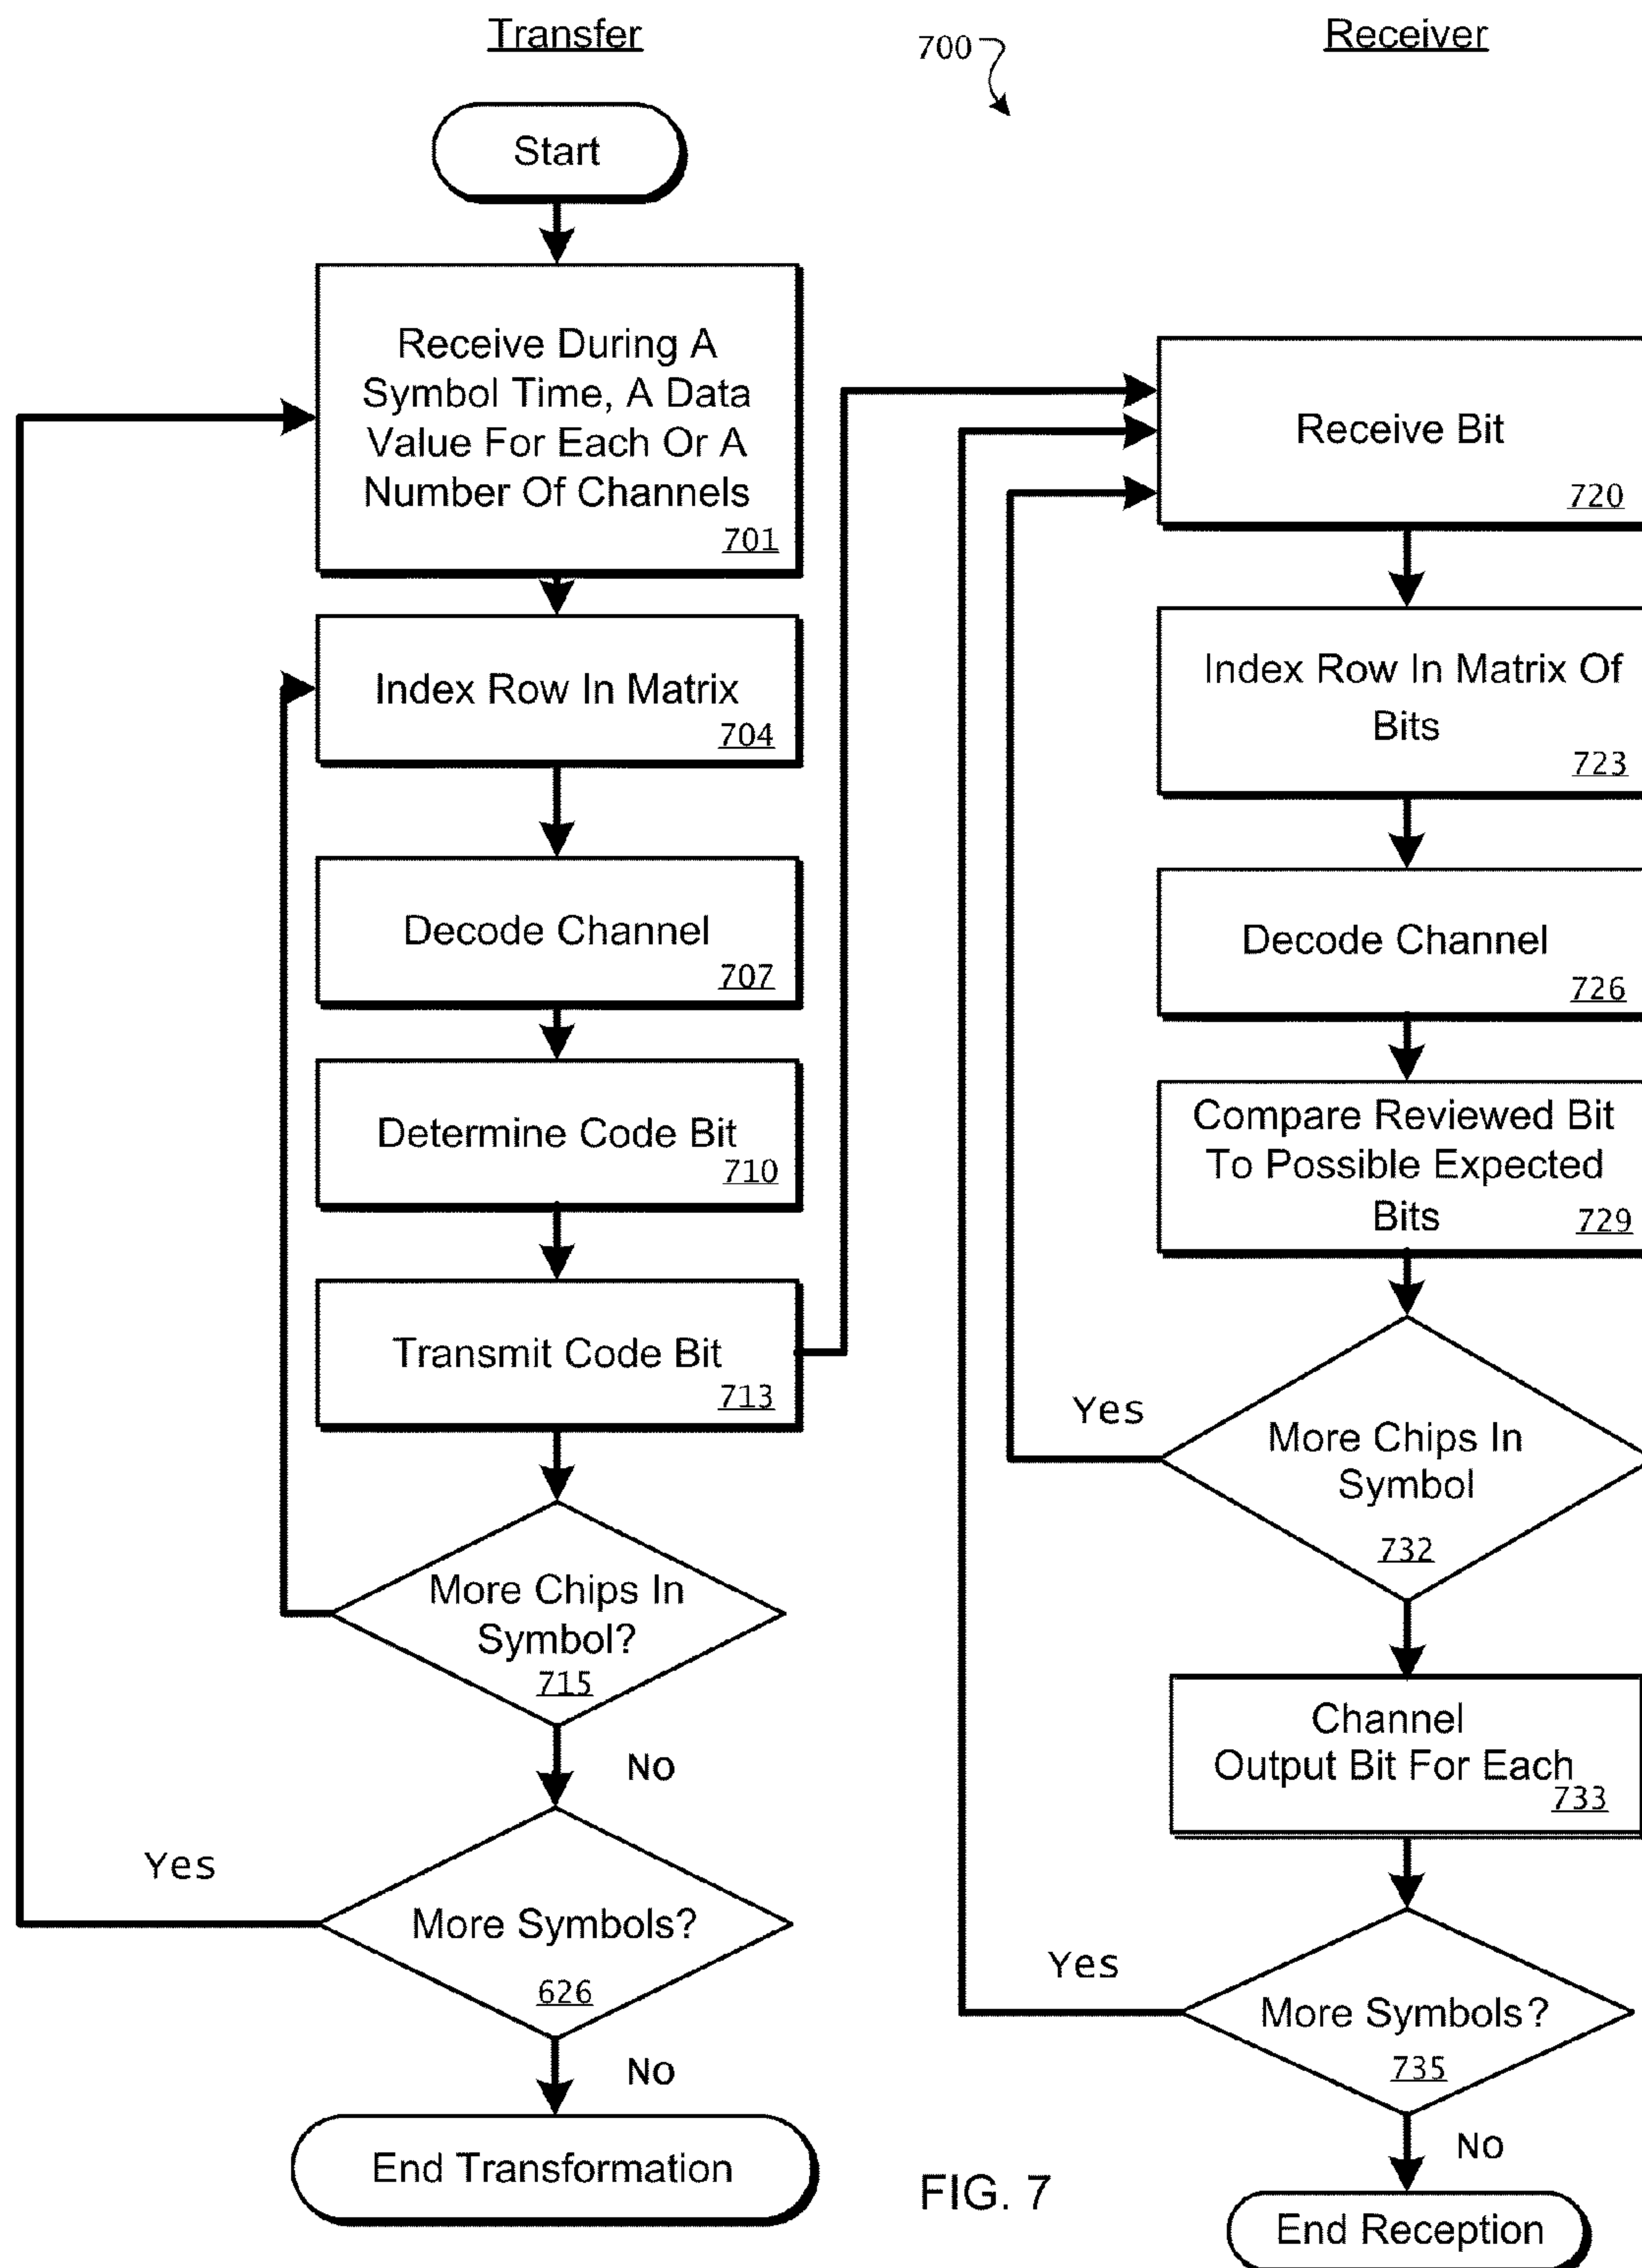 Transfer
700
Receiver
Start
Receive During A
Symbol Time, A Data
Value For Each Or A
Number Of Channels
701
Index Row In Matrix
704
Decode Channel
707
Determine Code Bit
710
Transmit Code Bit
713
More Chips In
Symbol?
715
No
Yes
More Symbols?
626
No
End Transformation
Receive Bit
720
Index Row In Matrix Of
Bits
723
Decode Channel
726
Compare Reviewed Bit
To Possible Expected
Bits
729
Yes
More Chips In
Symbol
732
Channel
Output Bit For Each
733
Yes
More Symbols?
735
No
End Reception
FIG. 7